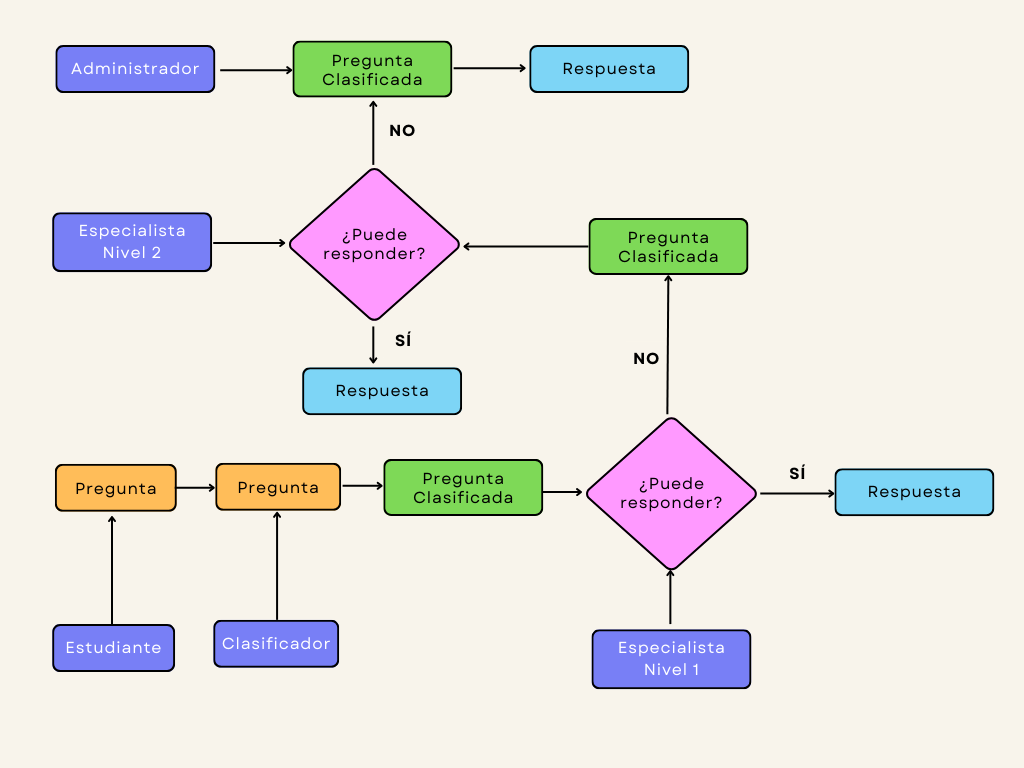 Administrador
Pregunta
Clasificada
Respuesta
NO
Especialista
Nivel 2
¿Puede
responder?
Pregunta
Clasificada
SÍ
NO
Respuesta
Pregunta
Pregunta
Pregunta
Clasificada
¿Puede
responder?
SÍ
Respuesta
Estudiante
Clasificador
Especialista
Nivel 1